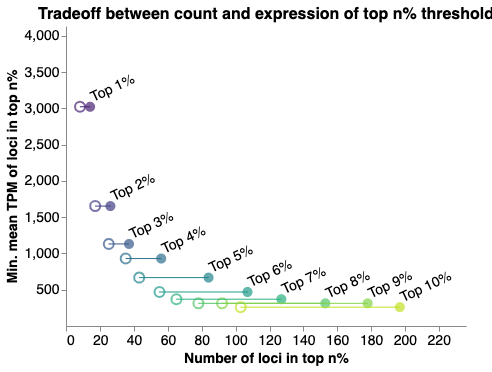 Tradeoff between count and expression of top n% threshold
4,000
3,500
3,000
2,500
2,000
1,500
1,000
500
Min. mean TPM of loci in top n%
Top 1%
Top 2%
Top 3%
Top 4%
Top 5%
Top 6%
Top 7%
Top 8%
Top 9%
Top 10%
0 20 40 60 80 100 120 140 160 180 200 220
Number of loci in top n%